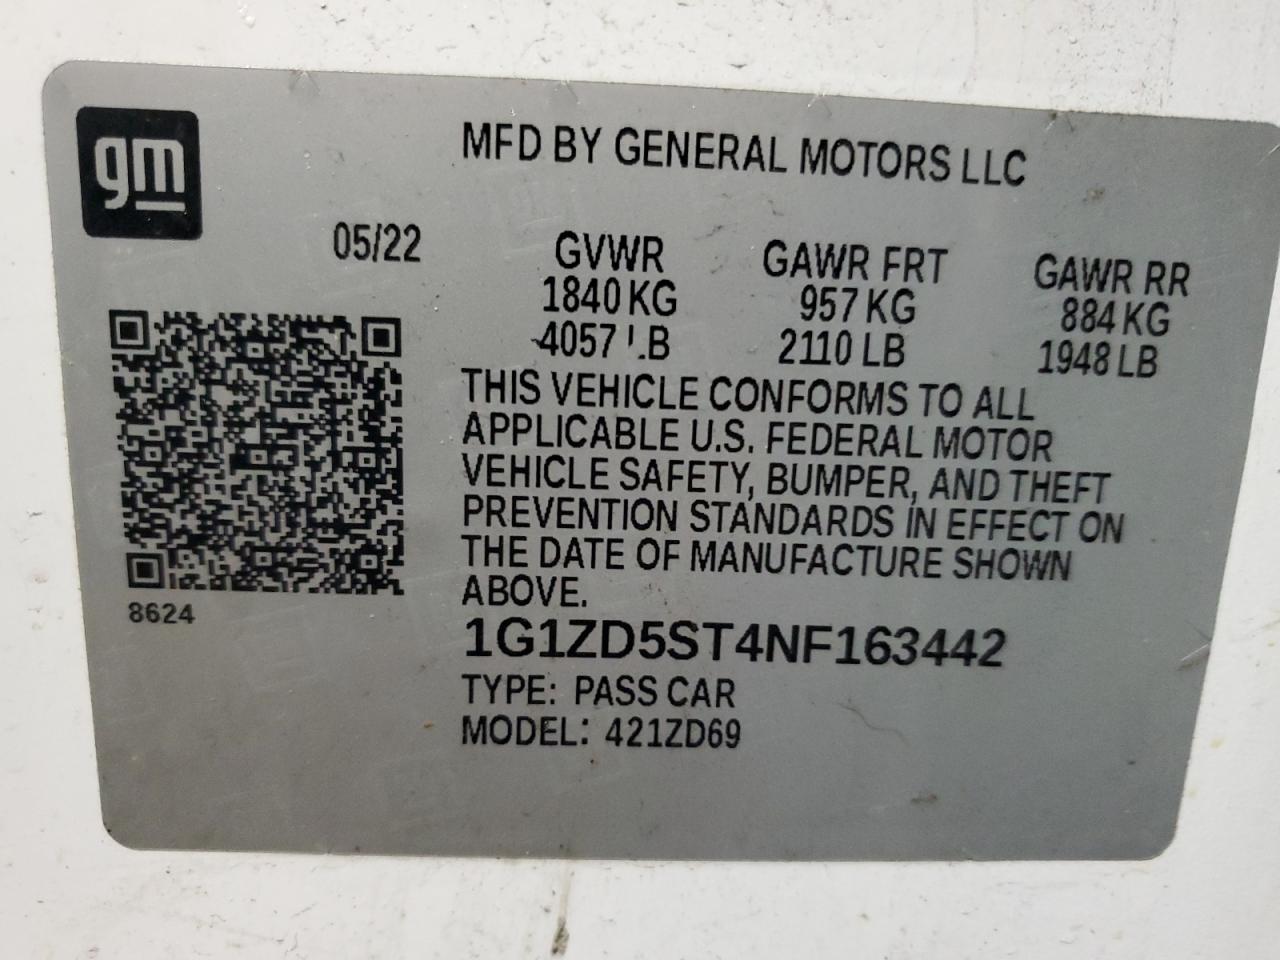 gm
MFD BY GENERAL MOTORS LLC
05/22
GVWR GAWR FRT GAWR RR
1840 KG 957 KG 884 KG
4057 LB 2110 LB 1948 LB
THIS VEHICLE CONFORMS TO ALL
APPLICABLE U.S. FEDERAL MOTOR
VEHICLE SAFETY, BUMPER, AND THEFT
PREVENTION STANDARDS IN EFFECT ON
THE DATE OF MANUFACTURE SHOWN
ABOVE.
8624
1G1ZD5ST4NF163442
TYPE: PASS CAR
MODEL: 421ZD69